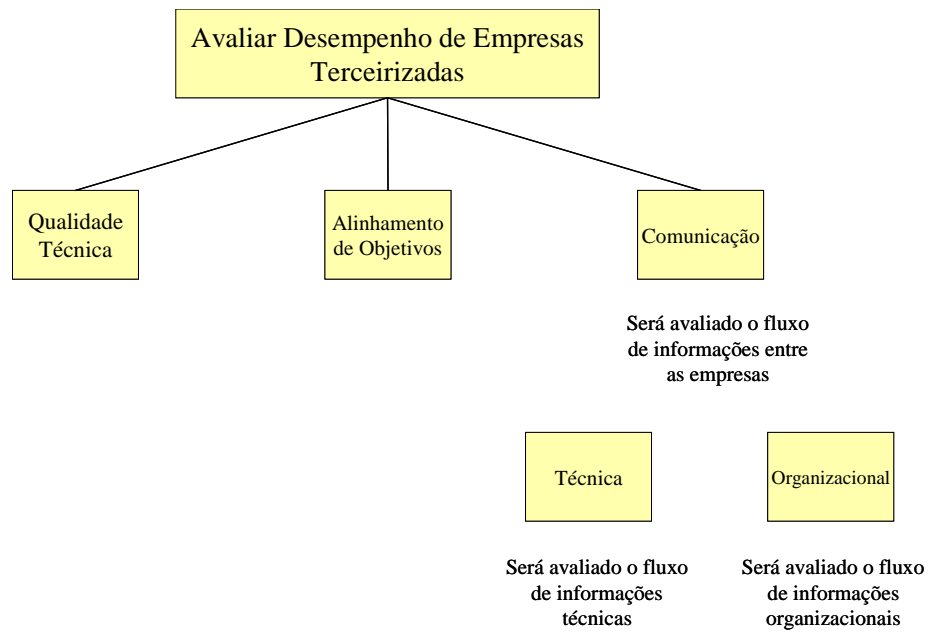 Avaliar Desempenho de Empresas
Terceirizadas
Qualidade
Técnica
Alinhamento
de Objetivos
Comunicação
Será avaliado o fluxo
de informações entre
as empresas
Técnica
Organizacional
Será avaliado o fluxo
de informações
técnicas
Será avaliado o fluxo
de informações
organizacionais